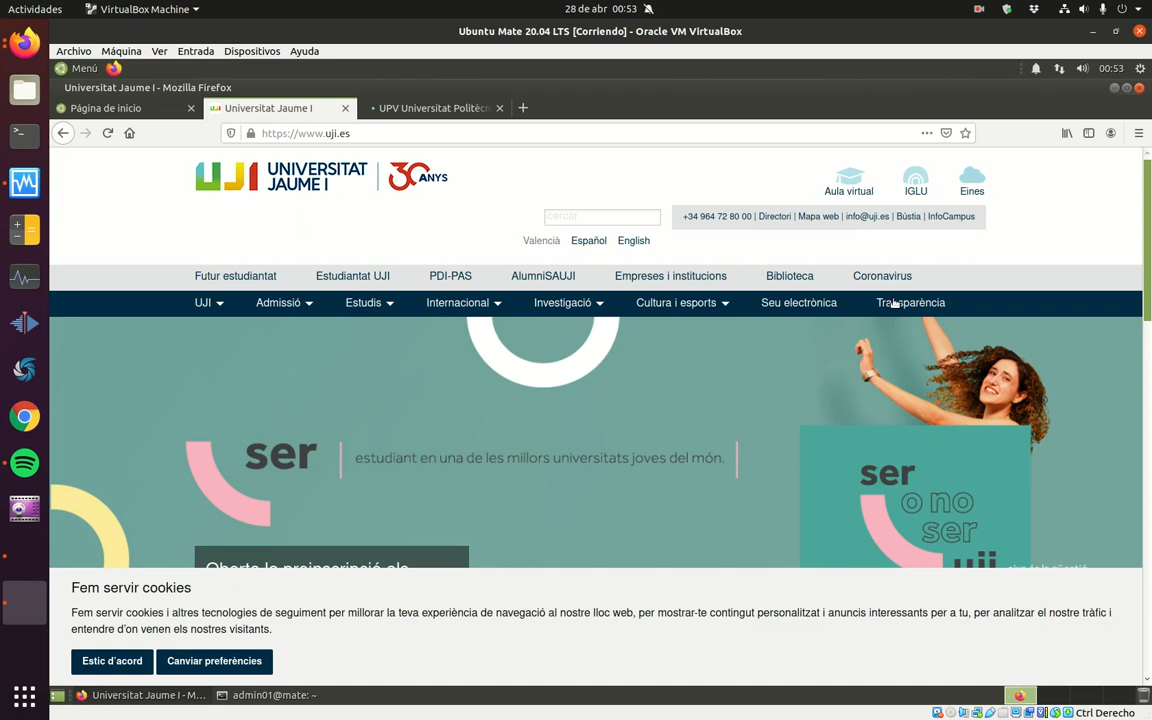 Actividades
VirtualBox Machine
28 de abr 00:53
Ubuntu Mate 20.04 LTS [Corriendo] - Oracle VM VirtualBox
Archivo Máquina Ver Entrada Dispositivos Ayuda
Menú
00:53
Universitat Jaume I - Mozilla Firefox
Página de inicio
Universitat Jaume I
UPV Universitat Politècn
https://www.uji.es
UJI UNIVERSITAT JAUME I
30 ANYS
Aula virtual IGLU Eines
cercar
+34 964 72 80 00 | Directori | Mapa web | info@uji.es | Bústia | InfoCampus
Valencià Español English
Futur estudiantat Estudiantat UJI PDI-PAS AlumniSAUJI Empreses i institucions Biblioteca Coronavirus
UJI Admissió Estudis Internacional Investigació Cultura i esports Seu electrònica Transparència
ser
estudiant en una de les millors universitats joves del món.
ser
o no
ser
uji
Oberta la preinscripció als
Fem servir cookies
Fem servir cookies i altres tecnologies de seguiment per millorar la teva experiència de navegació al nostre lloc web, per mostrar-te contingut personalitzat i anuncis interessants per a tu, per analitzar el nostre tràfic i
entendre d'on venen els nostres visitants.
Estic d'acord
Canviar preferències
Universitat Jaume I - M...
admin01@mate: ~
Ctrl Derecho